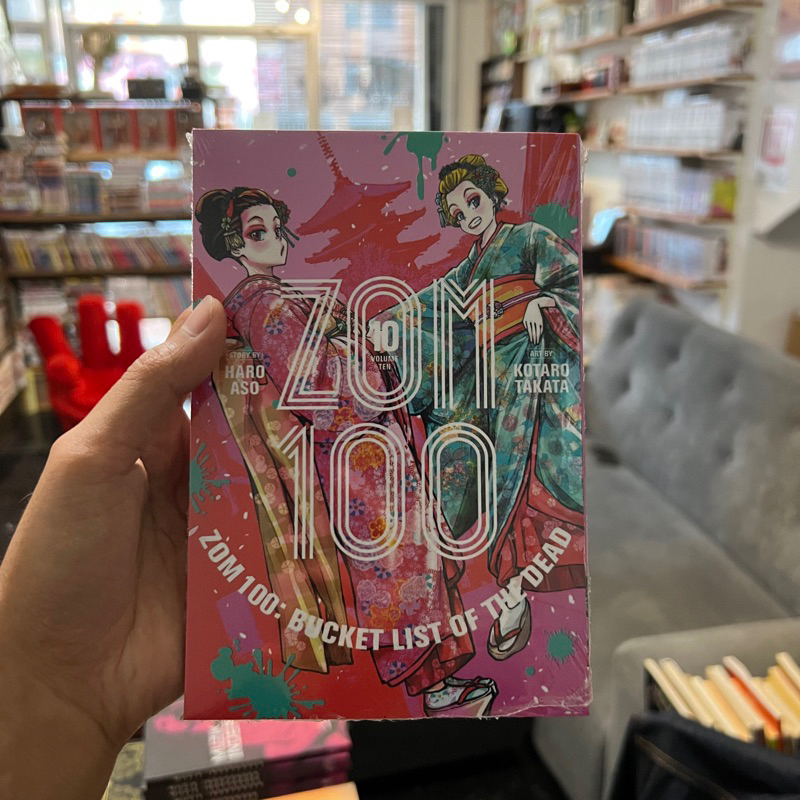 ZOM
10
VOLUME
TEN
STORY BY
HARO
ASO
ART BY
KOTARO
TAKATA
100
ZOM 100: BUCKET LIST OF THE DEAD